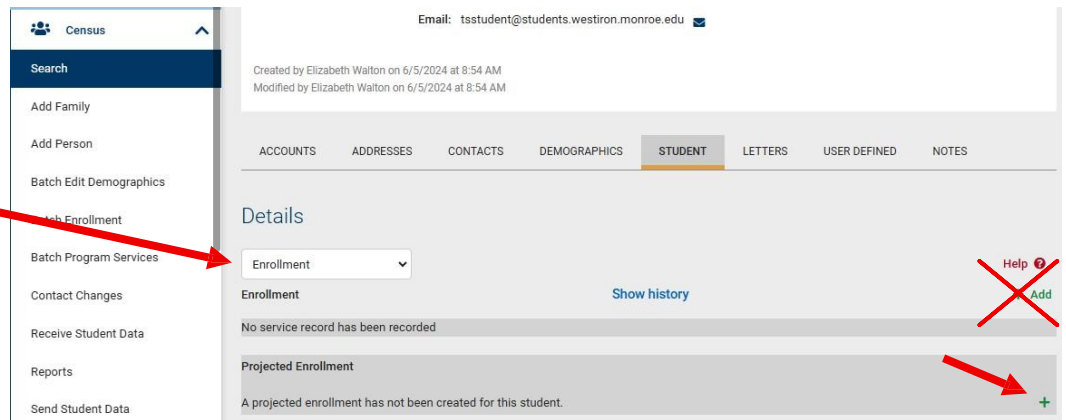 Census
Search
Add Family
Add Person
Batch Edit Demographics
Enrollment
Batch Program Services
Contact Changes
Receive Student Data
Reports
Send Student Data
Email: tsstudent@students.westiron.monroe.edu
Created by Elizabeth Walton on 6/5/2024 at 8:54 AM
Modified by Elizabeth Walton on 6/5/2024 at 8:54 AM
ACCOUNTS ADDRESSES CONTACTS DEMOGRAPHICS STUDENT LETTERS USER DEFINED NOTES
Details
Enrollment
Help ?
Enrollment Show history Add
No service record has been recorded
Projected Enrollment
A projected enrollment has not been created for this student. +